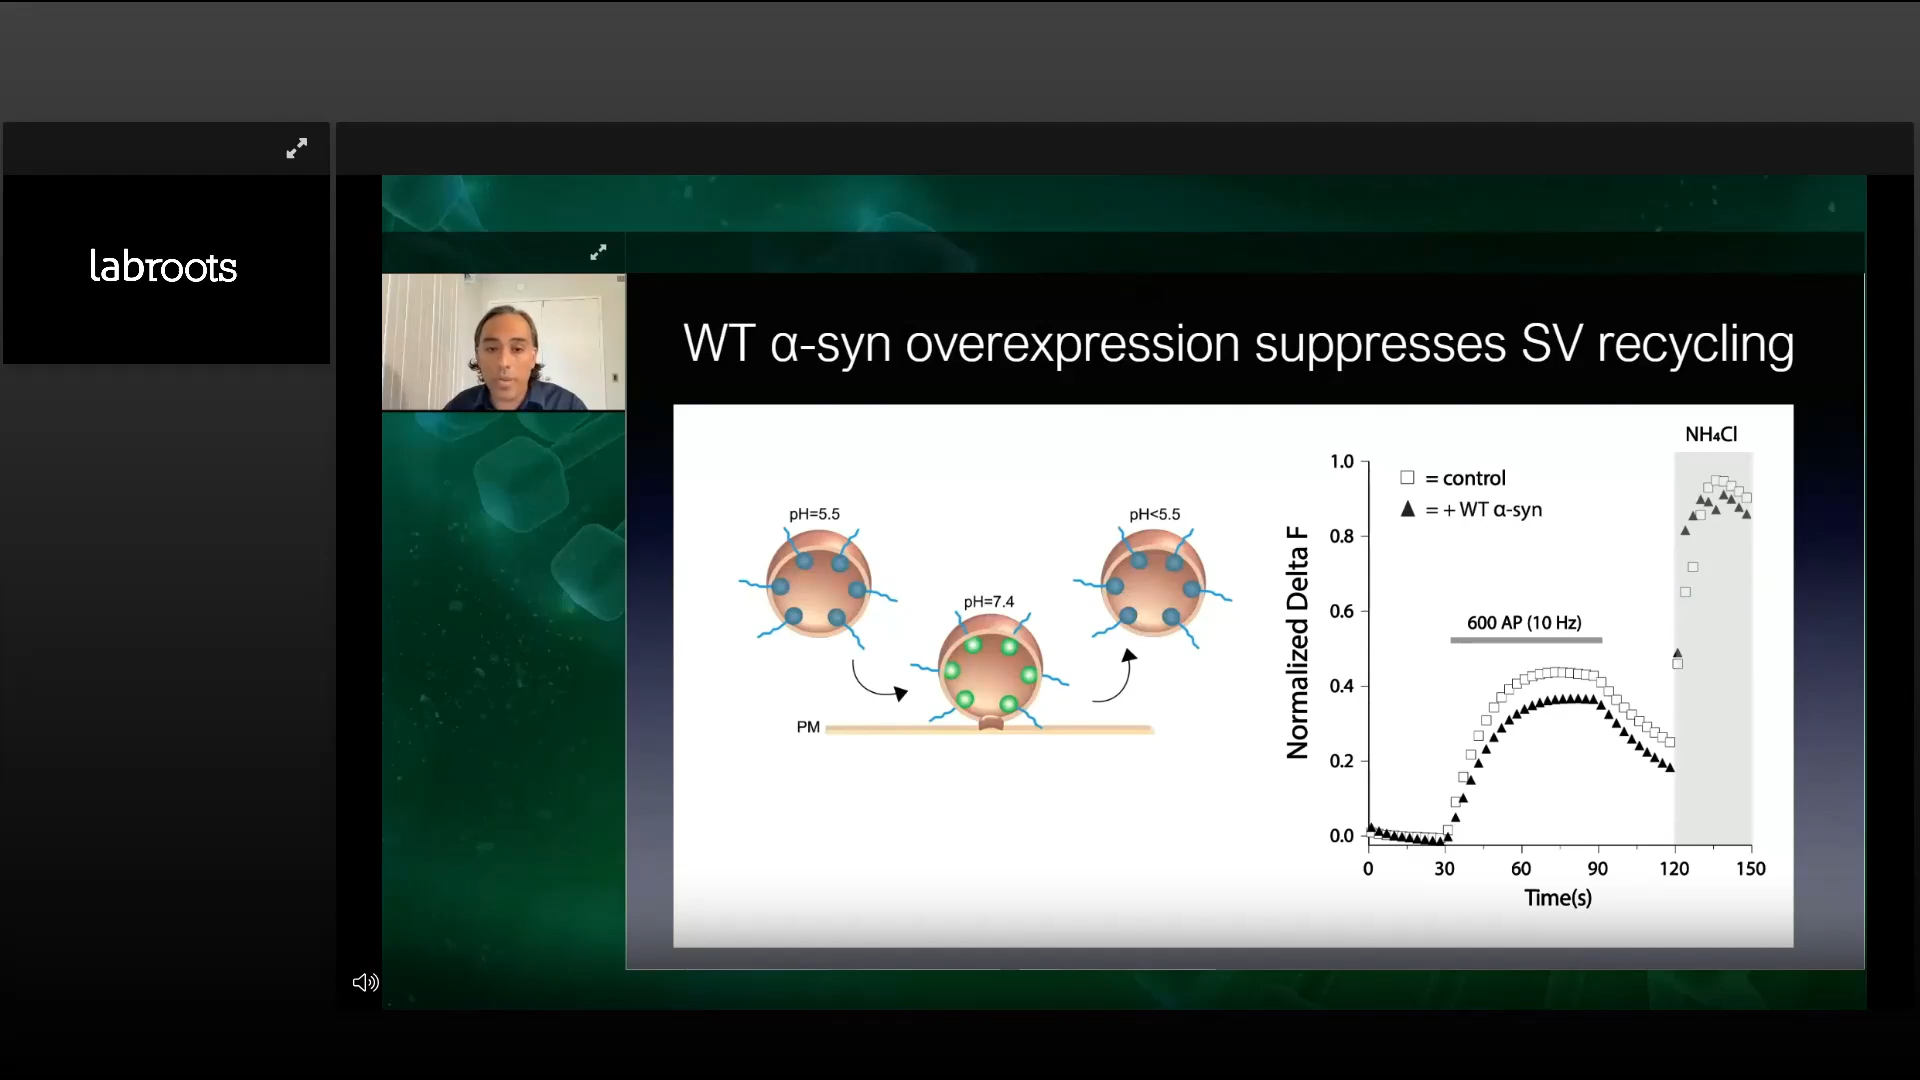 labroots
WT α-syn overexpression suppresses SV recycling
pH=5.5
pH=7.4
pH<5.5
PM
NH₄Cl
= control
= + WT α-syn
600 AP (10 Hz)
Normalized Delta F
1.0
0.8
0.6
0.4
0.2
0.0
0 30 60 90 120 150
Time(s)